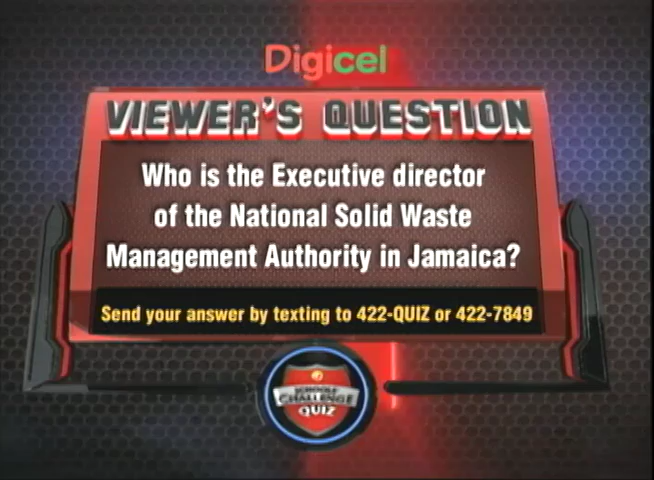 Digicel
VIEWER'S QUESTION
Who is the Executive director
of the National Solid Waste
Management Authority in Jamaica?
Send your answer by texting to 422-QUIZ or 422-7849
SCHOOLS'
CHALLENGE
QUIZ